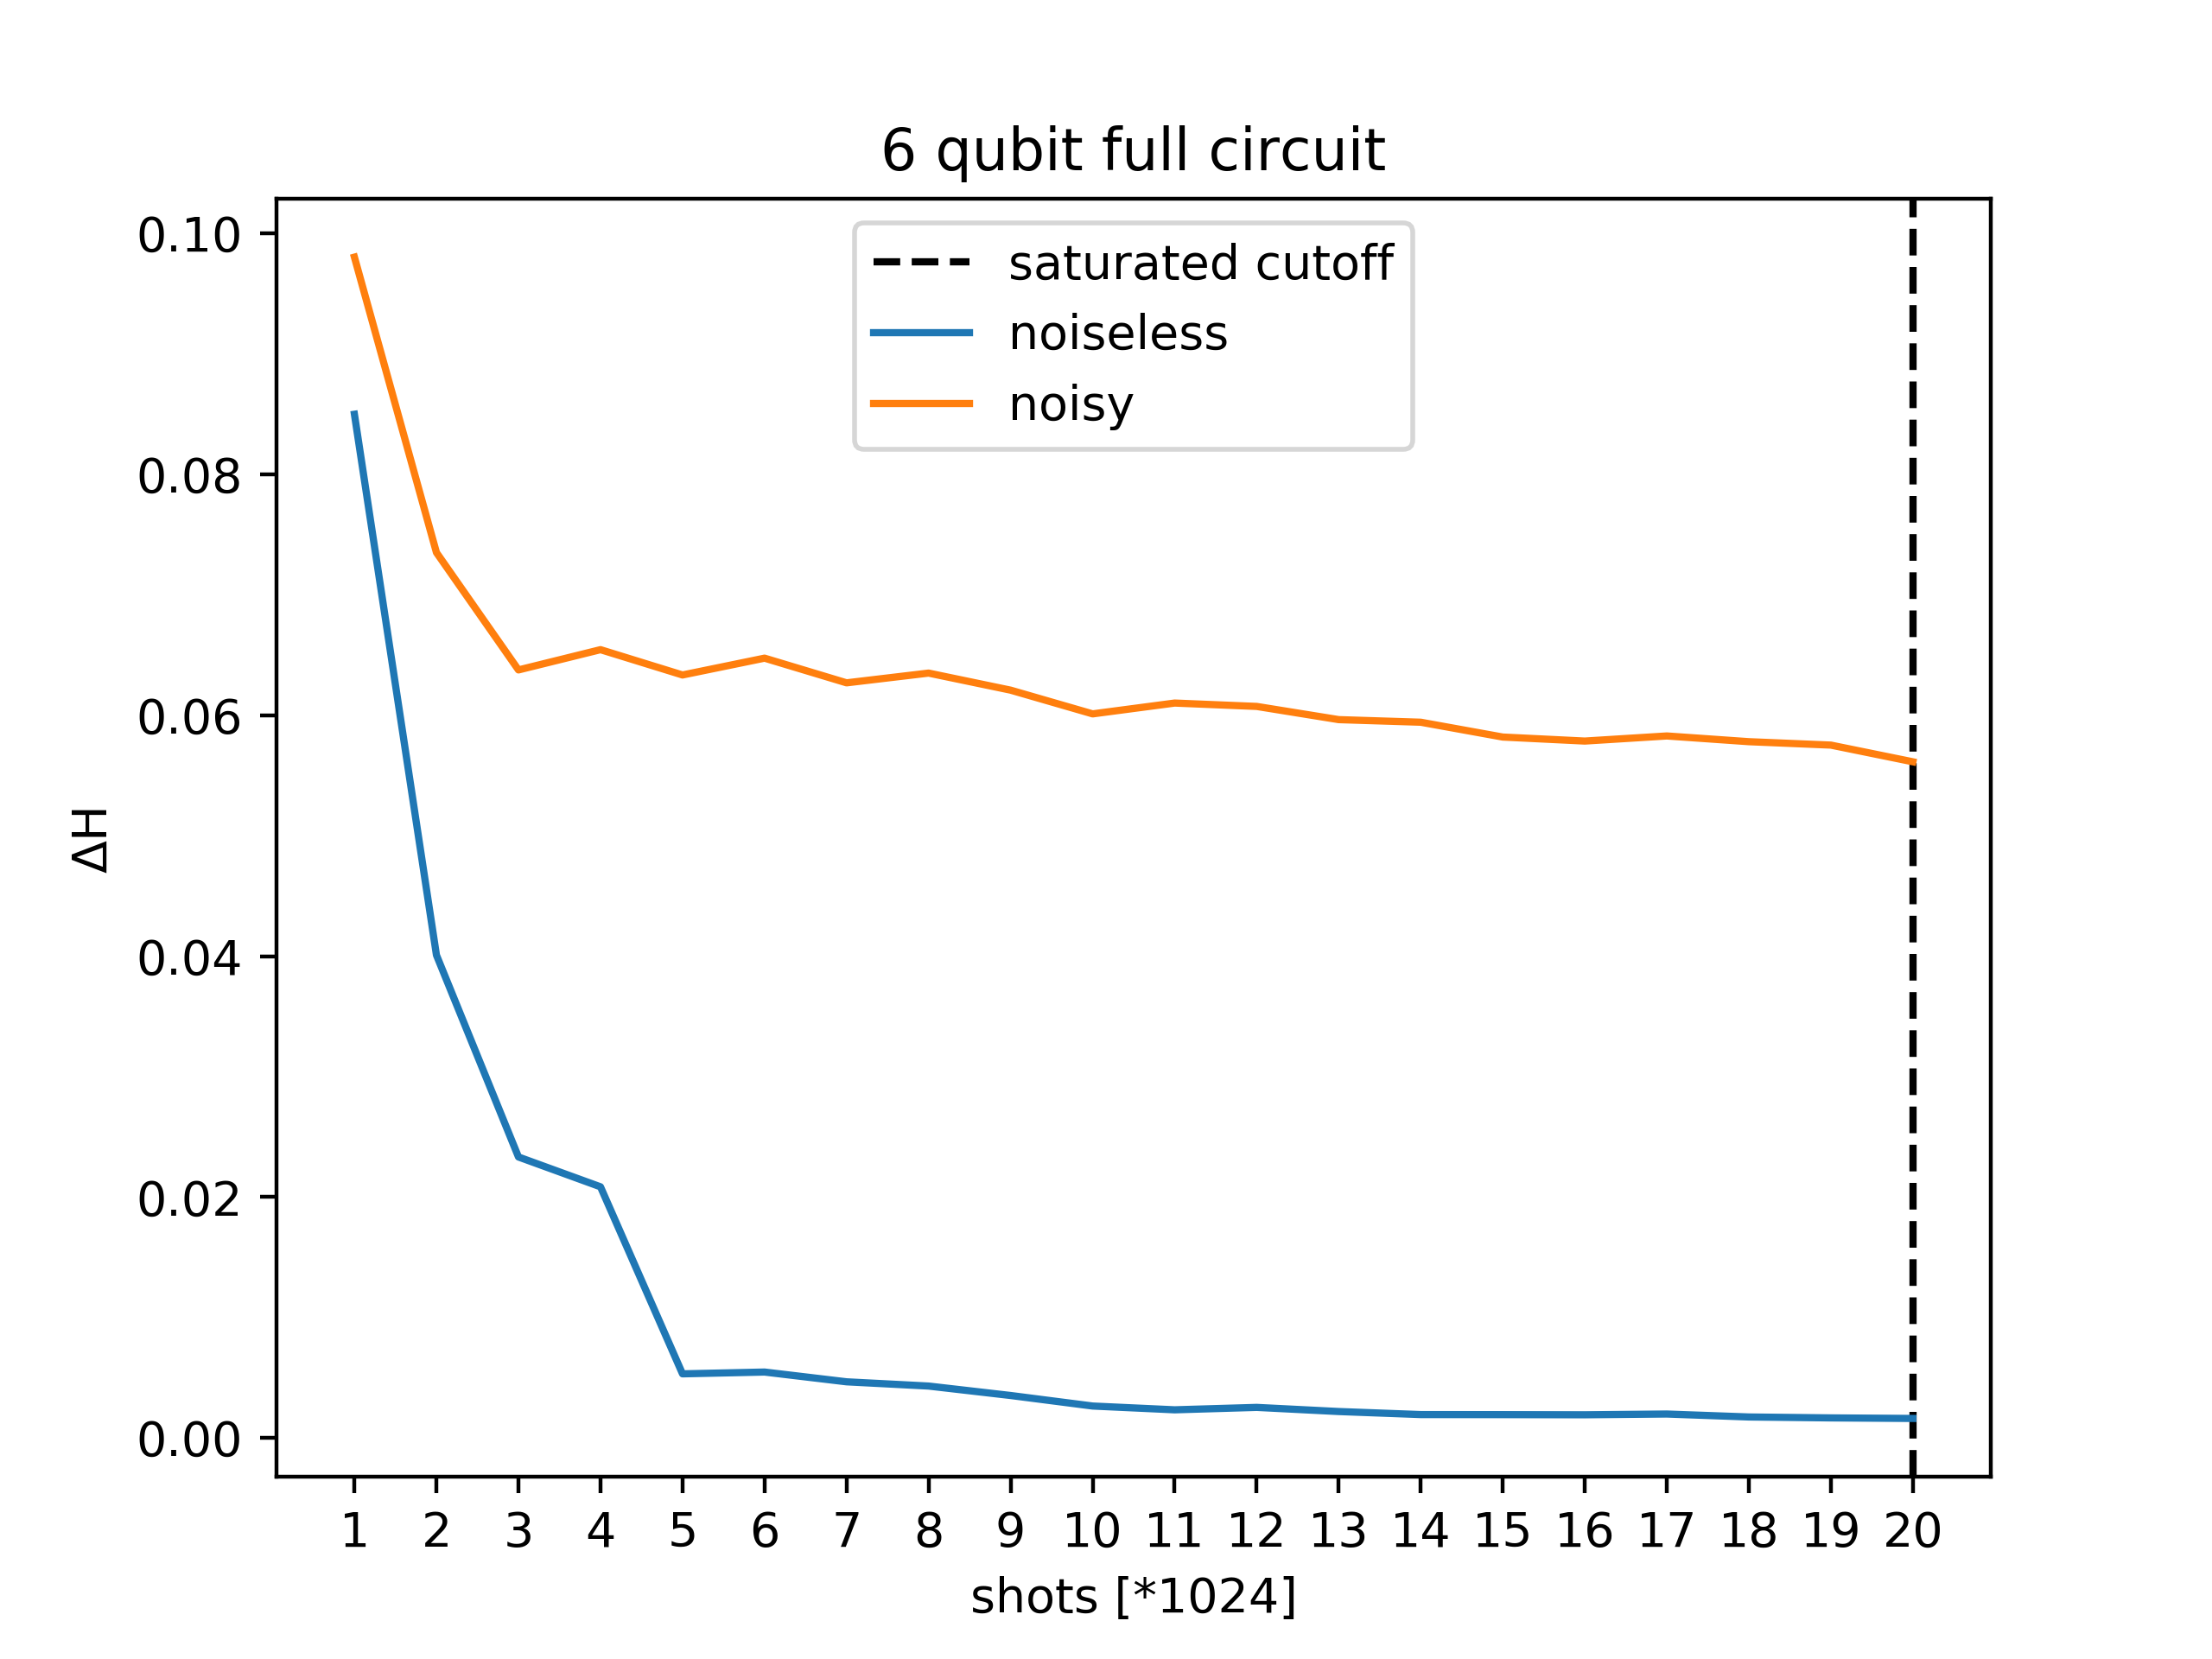 6 qubit full circuit
saturated cutoff
noiseless
noisy
0.10
0.08
0.06
0.04
0.02
0.00
ΔH
1 2 3 4 5 6 7 8 9 10 11 12 13 14 15 16 17 18 19 20
shots [*1024]